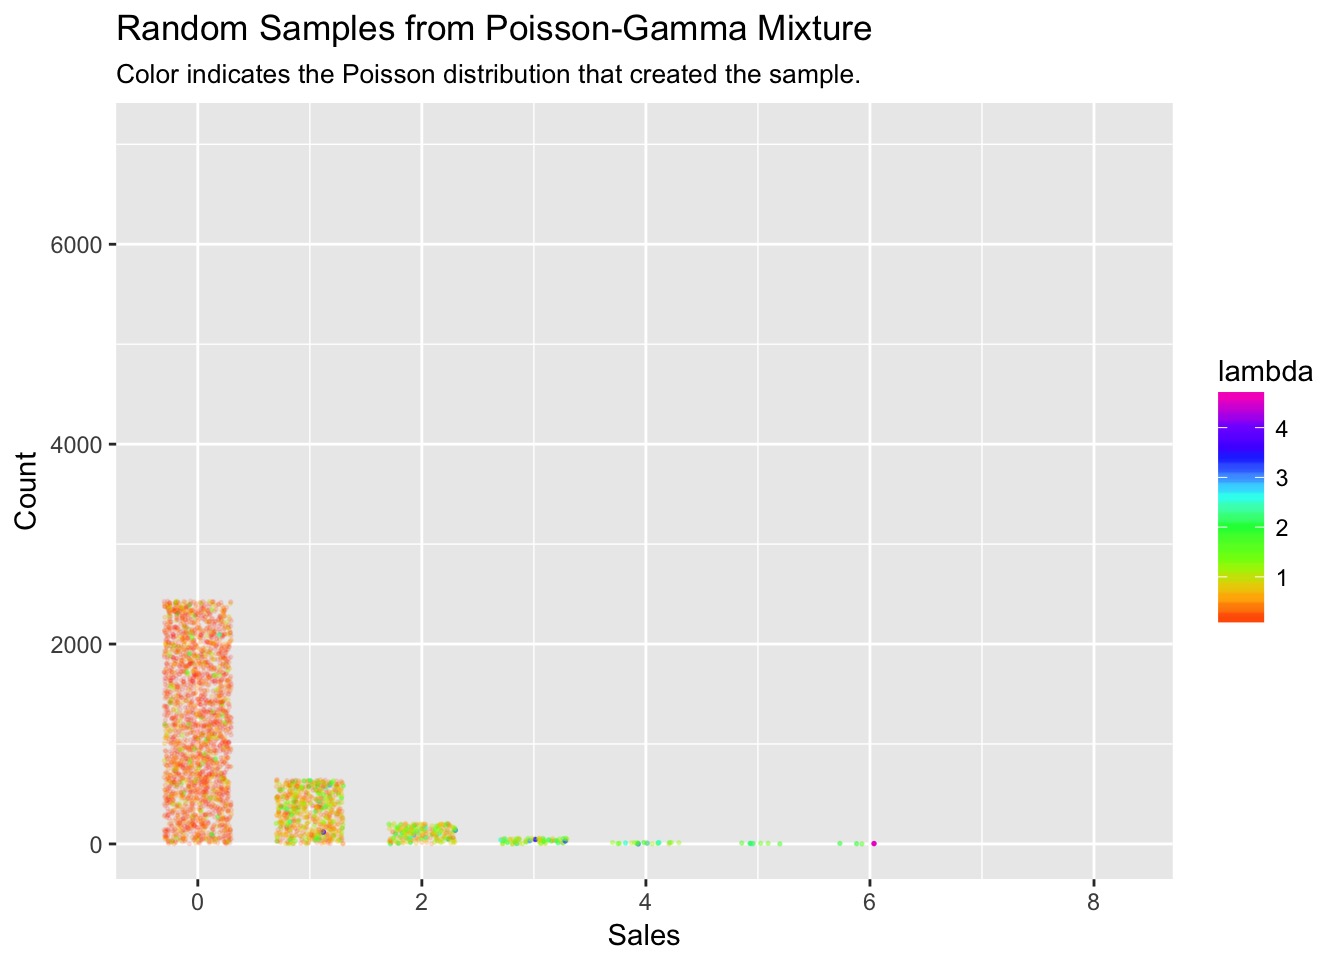 Random Samples from Poisson-Gamma Mixture
Color indicates the Poisson distribution that created the sample.
6000
4000
2000
0
Count
0 2 4 6 8
Sales
lambda
4
3
2
1